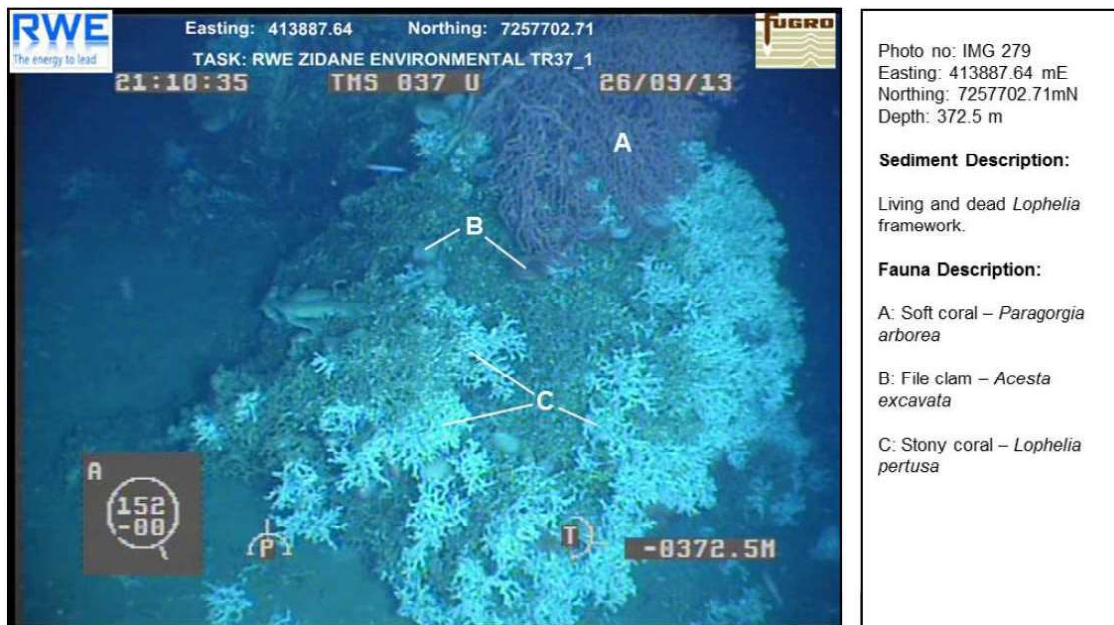 RWE
The energy to lead
Easting: 413887.64 Northing: 7257702.71
TASK: RWE ZIDANE ENVIRONMENTAL TR37_1
FUGRO
21:10:35 TMS 037 U 26/09/13
A
B
C
A
152
-00
P
T
-0372.5M
Photo no: IMG 279
Easting: 413887.64 mE
Northing: 7257702.71mN
Depth: 372.5 m
Sediment Description:
Living and dead Lophelia
framework.
Fauna Description:
A: Soft coral – Paragorgia
arborea
B: File clam – Acesta
excavata
C: Stony coral – Lophelia
pertusa